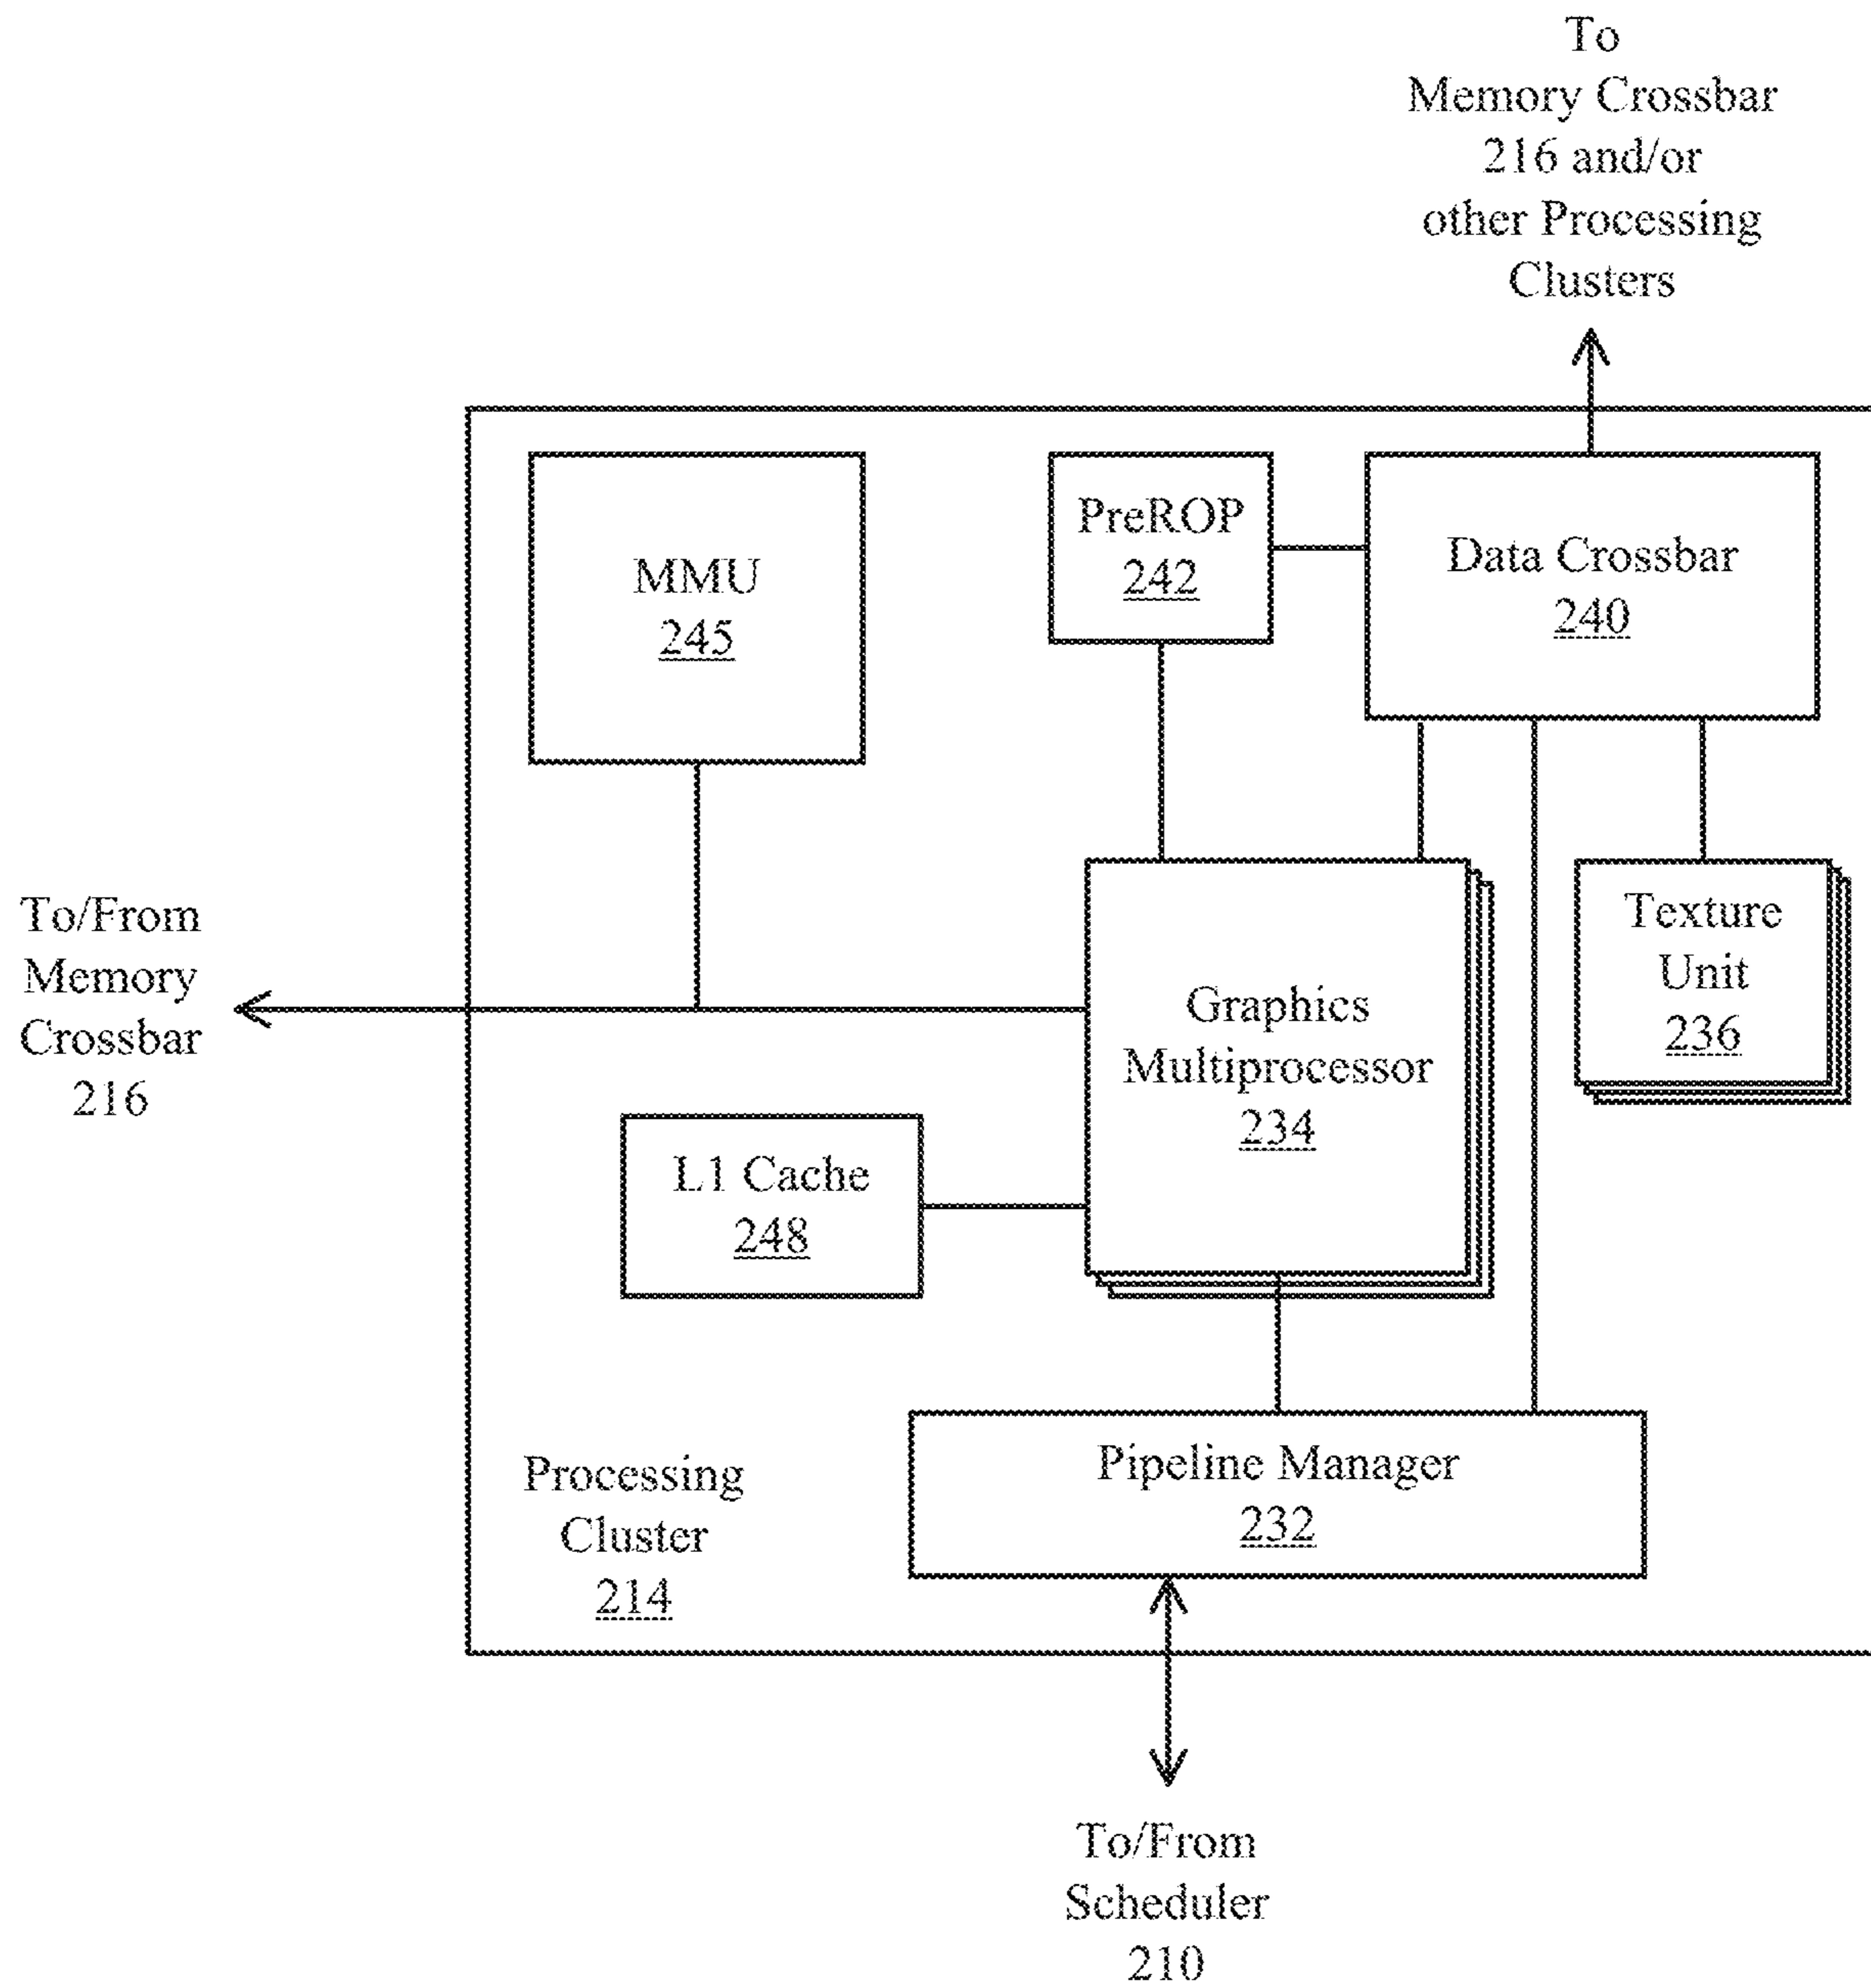 To
Memory Crossbar
216 and/or
other Processing
Clusters
MMU
245
PreROP
242
Data Crossbar
240
To/From
Memory
Crossbar
216
Graphics
Multiprocessor
234
Texture
Unit
236
L1 Cache
248
Processing
Cluster
214
Pipeline Manager
232
To/From
Scheduler
210